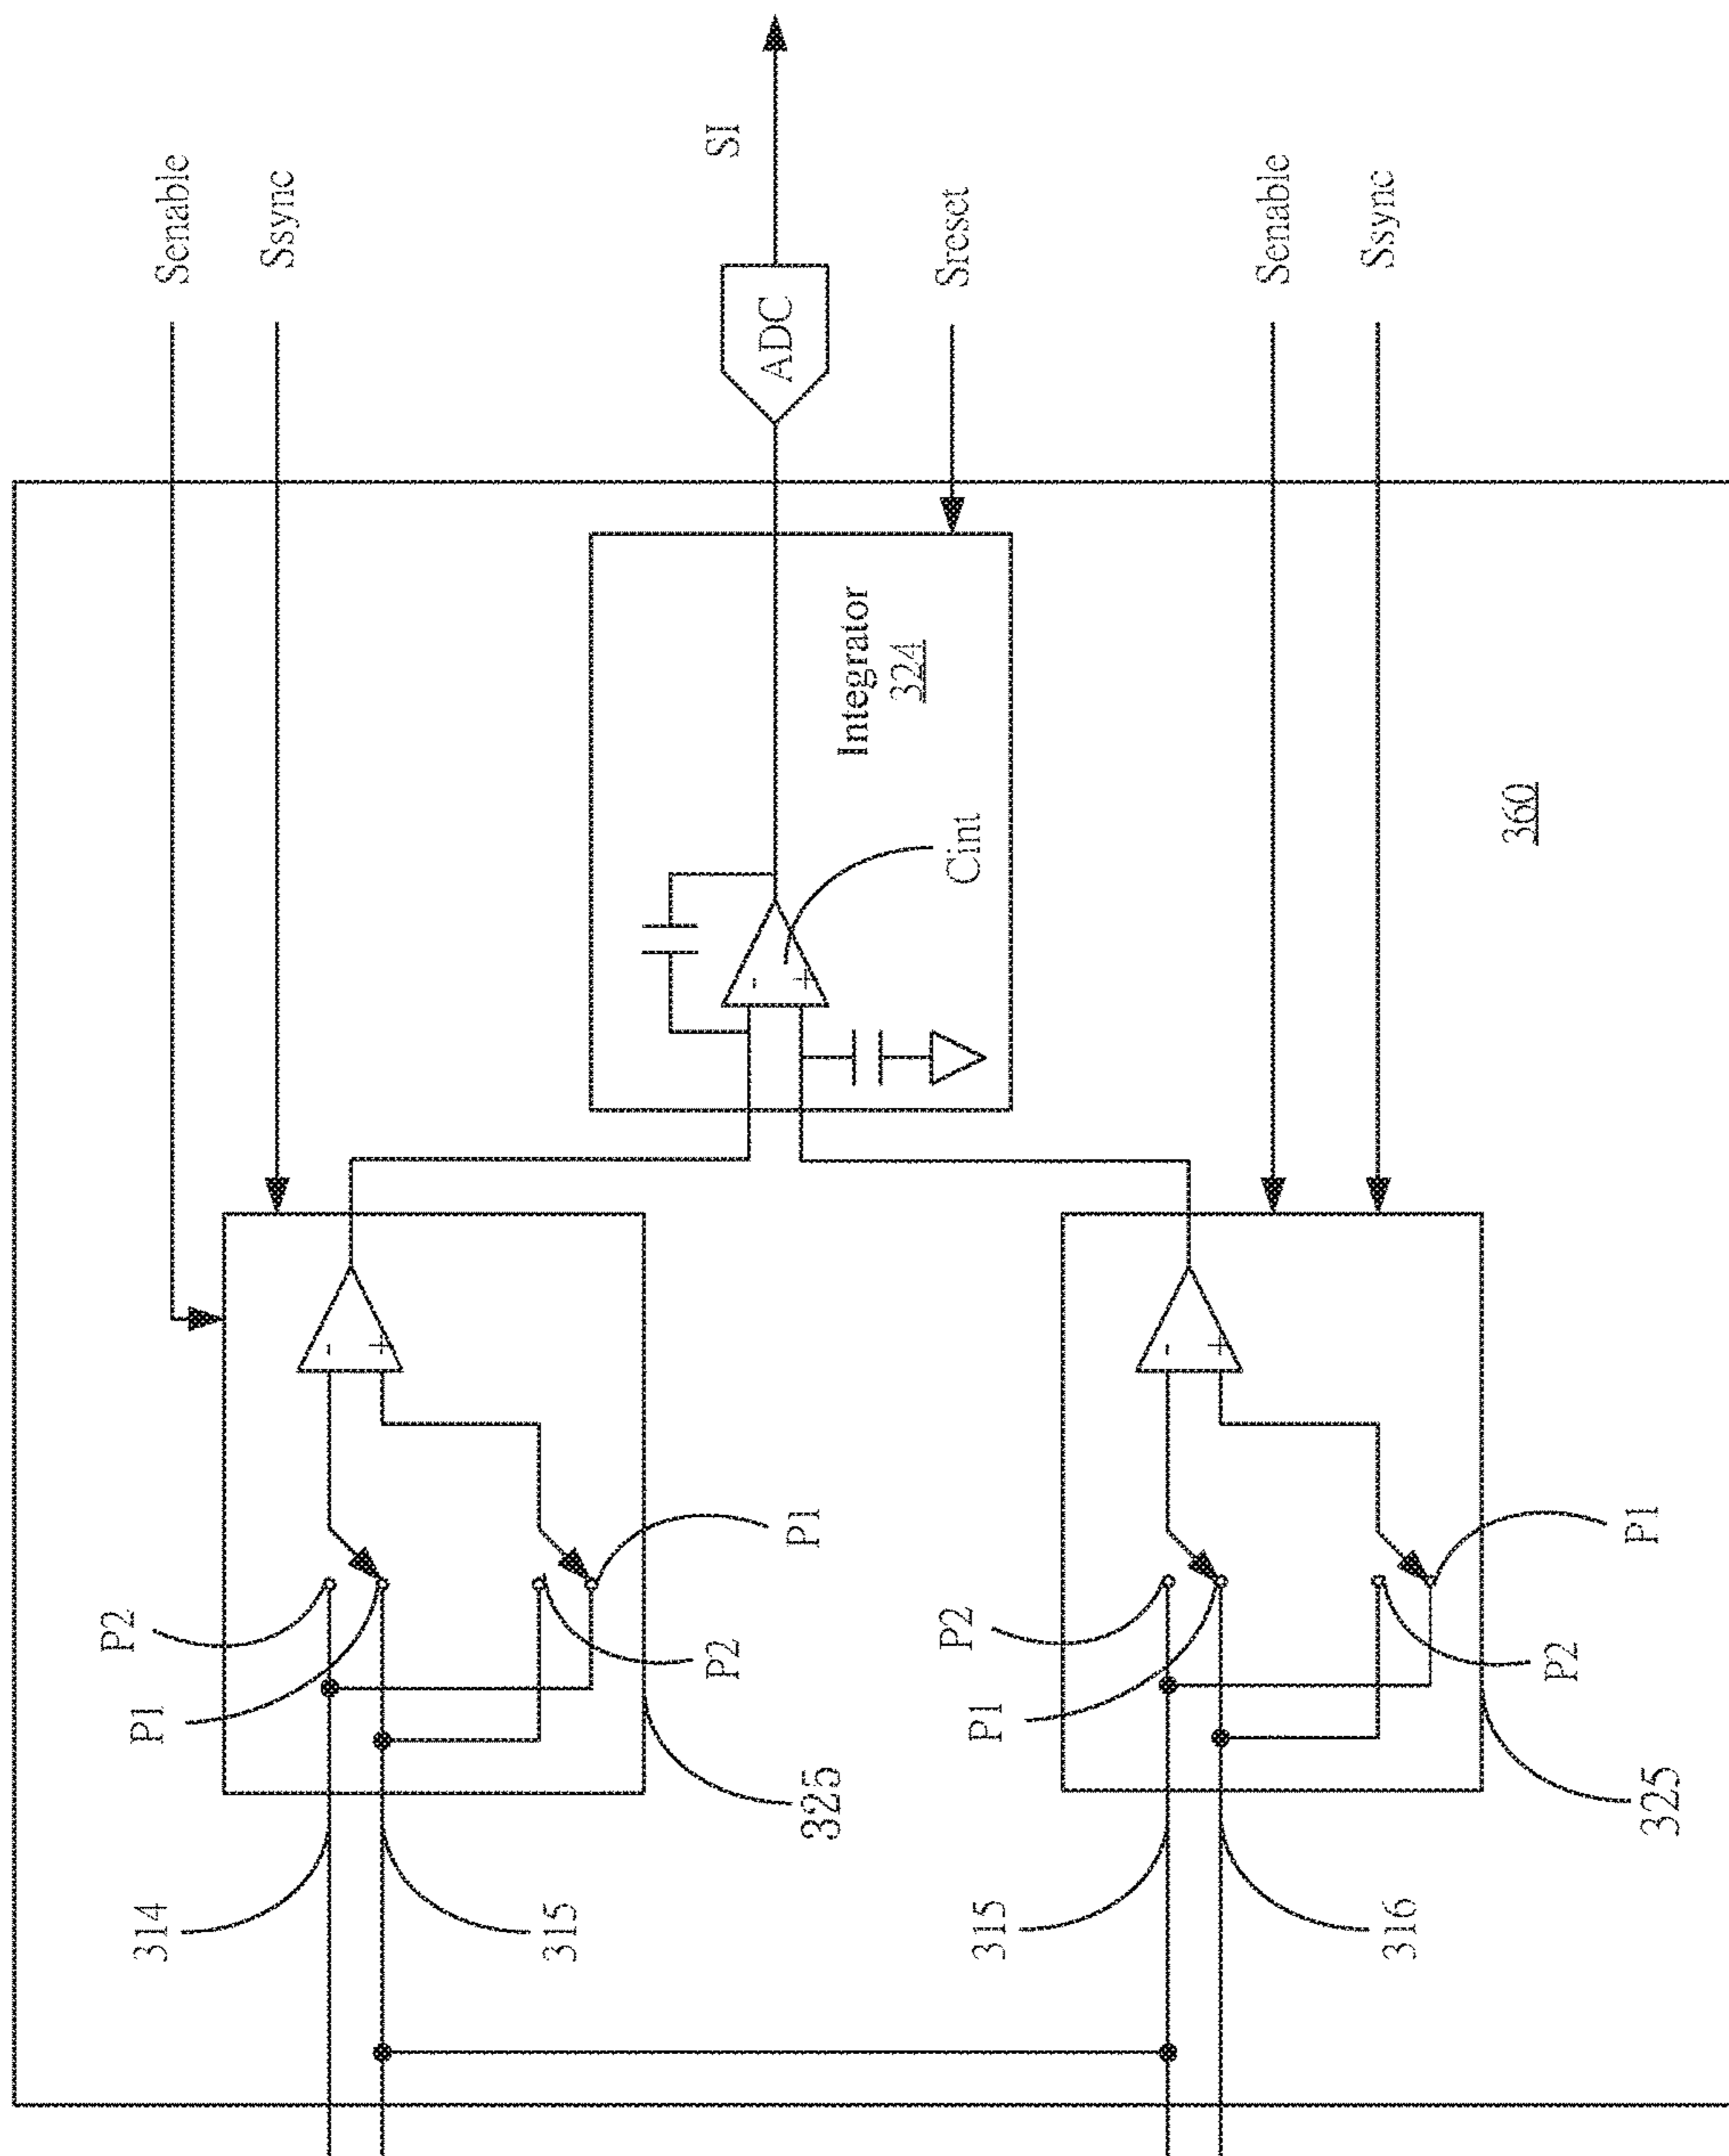 Senable
Ssync
SI
ADC
Sreset
Senable
Ssync
Integrator
324
-
+
Cint
360
-
+
P2
P1
P1
P2
325
314
315
-
+
P2
P1
P1
P2
325
315
316